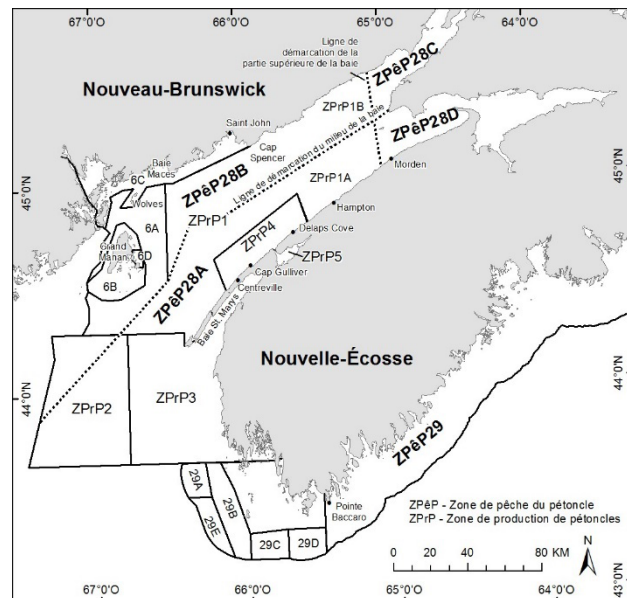 67°0'O
66°0'O
65°0'O
64°0'O
Ligne de
démarcation de la
partie supérieure de la baie
ZPêP28C
Nouveau-Brunswick
ZPrP1B
Saint John
ZPêP28D
Ligne de démarcation du milieu de la baie
Cap
Spencer
Baie
Maces
Morden
6C
ZPêP28B
ZPrP1A
45°0'N
45°0'N
Wolves
Hampton
ZPrP1
6A
ZPrP4
Delaps Cove
Grand
Manan
6D
ZPrP5
6B
ZPêP28A
Cap Gulliver
Centreville
Baie St. Marys
Nouvelle-Écosse
44°0'N
44°0'N
ZPrP2
ZPrP3
ZPêP29
29A
29B
29E
Pointe
Baccaro
29C
29D
ZPêP - Zone de pêche du pétoncle
ZPrP - Zone de production de pétoncles
N
0
20
40
80 KM
43°0'N
67°0'O
66°0'O
65°0'O
64°0'O